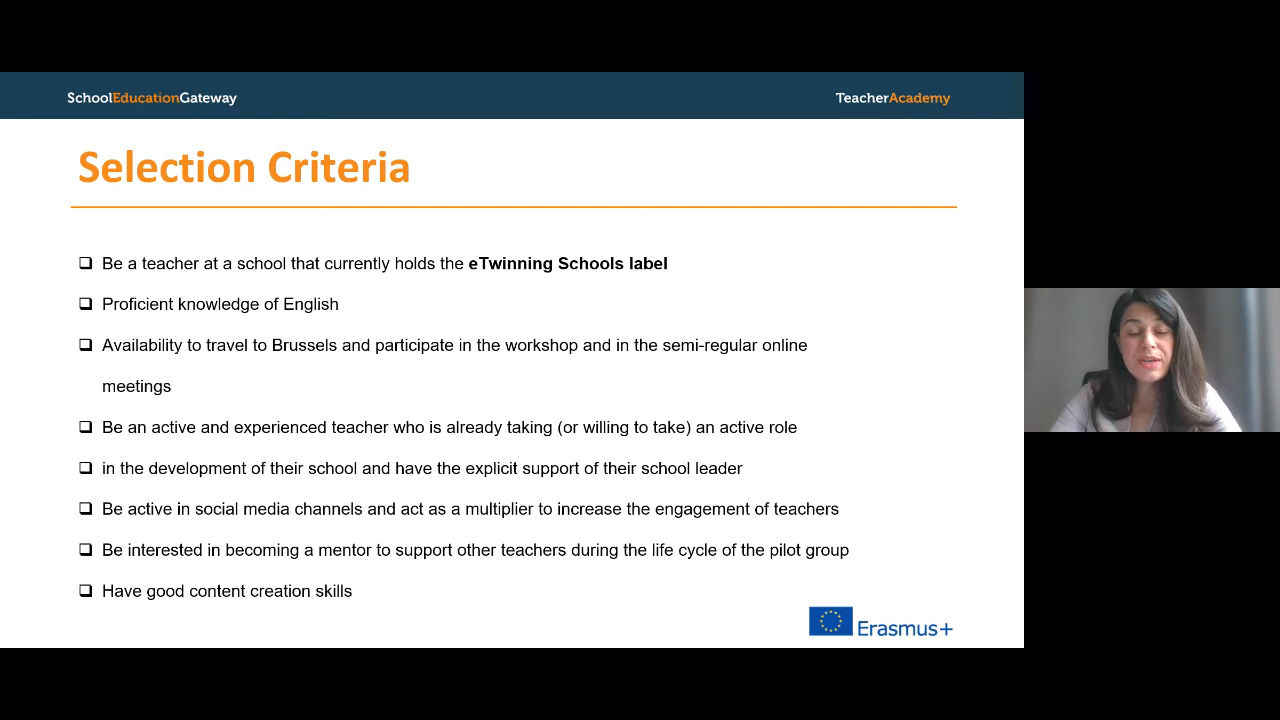 SchoolEducationGateway
TeacherAcademy
Selection Criteria
❑ Be a teacher at a school that currently holds the eTwinning Schools label
❑ Proficient knowledge of English
❑ Availability to travel to Brussels and participate in the workshop and in the semi-regular online
meetings
❑ Be an active and experienced teacher who is already taking (or willing to take) an active role
❑ in the development of their school and have the explicit support of their school leader
❑ Be active in social media channels and act as a multiplier to increase the engagement of teachers
❑ Be interested in becoming a mentor to support other teachers during the life cycle of the pilot group
❑ Have good content creation skills
Erasmus+